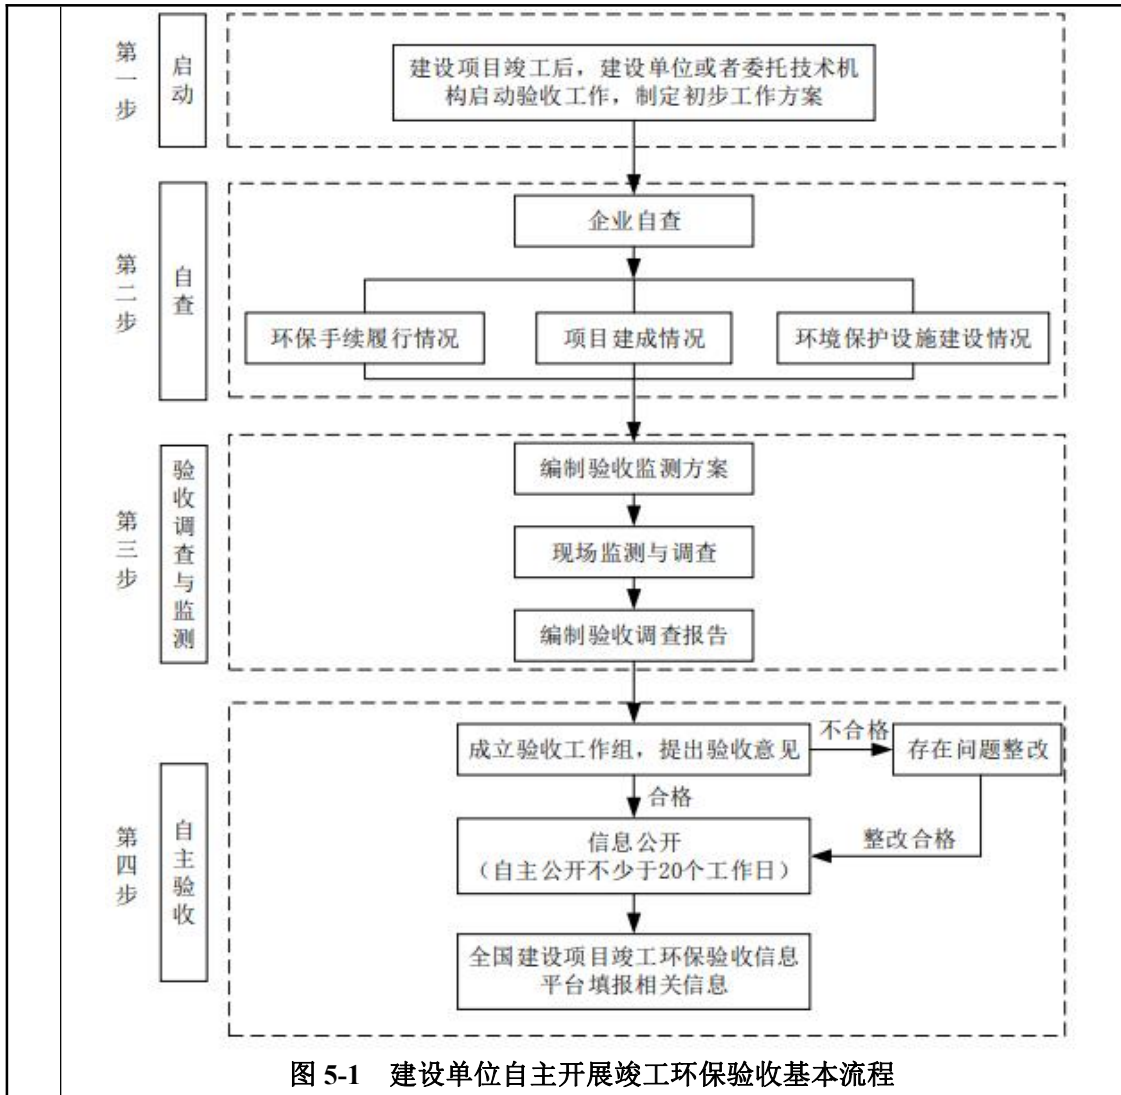 第一步
启动
建设项目竣工后，建设单位或者委托技术机
构启动验收工作，制定初步工作方案
第二步
自查
企业自查
环保手续履行情况
项目建成情况
环境保护设施建设情况
第三步
验收调查与监测
编制验收监测方案
现场监测与调查
编制验收调查报告
第四步
自主验收
成立验收工作组，提出验收意见
不合格
存在问题整改
合格
整改合格
信息公开
（自主公开不少于20个工作日）
全国建设项目竣工环保验收信息
平台填报相关信息
图 5-1 建设单位自主开展竣工环保验收基本流程